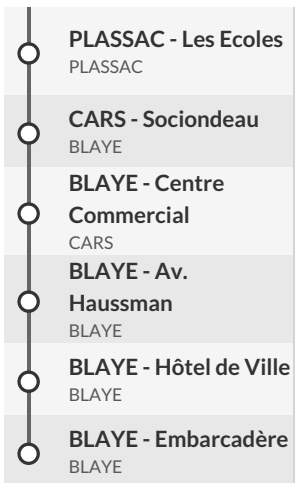 PLASSAC - Les Ecoles
PLASSAC
CARS - Sociondeau
BLAYE
BLAYE - Centre
Commercial
CARS
BLAYE - Av.
Haussman
BLAYE
BLAYE - Hôtel de Ville
BLAYE
BLAYE - Embarcadère
BLAYE